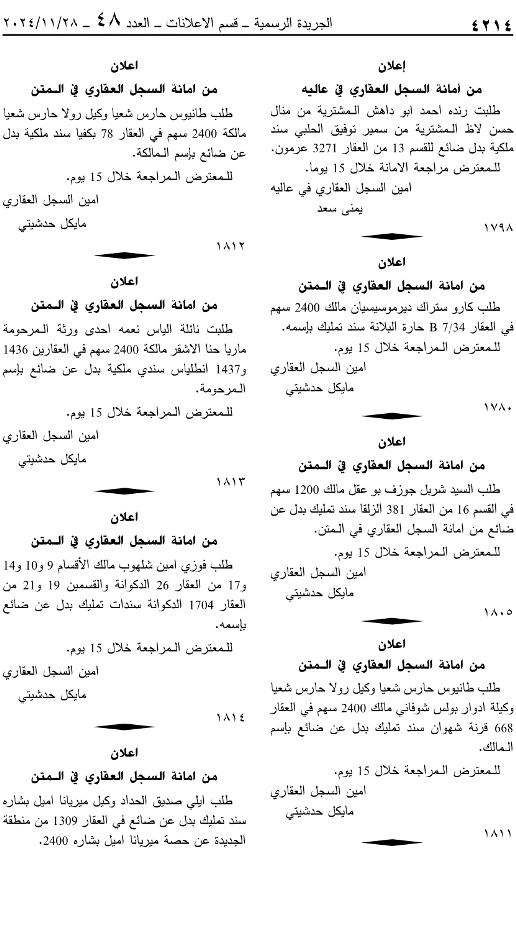 ٤٢١٤
الجريدة الرسمية ــ قسم الاعلانات ــ العدد ٤٨ ــ ٢٠٢٤/١١/٢٨
إعلان
من أمانة السجل العقاري في عاليه
طلبت رنده احمد ابو داهش المشترية من منال
حسن لاظ المشترية من سمير توفيق الحلبي سند
ملكية بدل ضائع للقسم 13 من العقار 3271 عرمون.
للمعترض مراجعة الامانة خلال 15 يوما.
امين السجل العقاري في عاليه
يمنى سعد
١٧٩٨
اعلان
من امانة السجل العقاري في المتن
طلب كارو ستراك ديرموسيسيان مالك 2400 سهم
في العقار 7/34 B حارة البلانة سند تمليك بإسمه.
للمعترض المراجعة خلال 15 يوم.
امين السجل العقاري
مايكل حدشيتي
١٧٨٠
اعلان
من امانة السجل العقاري في المتن
طلب السيد شربل جوزف بو عقل مالك 1200 سهم
في القسم 16 من العقار 381 الزلقا سند تمليك بدل عن
ضائع من امانة السجل العقاري في المتن.
للمعترض المراجعة خلال 15 يوم.
امين السجل العقاري
مايكل حدشيتي
١٨٠٥
اعلان
من امانة السجل العقاري في المتن
طلب طانيوس حارس شعيا وكيل رولا حارس شعيا
وكيلة ادوار بولس شوفاني مالك 2400 سهم في العقار
668 قرنة شهوان سند تمليك بدل عن ضائع بإسم
المالك.
للمعترض المراجعة خلال 15 يوم.
امين السجل العقاري
مايكل حدشيتي
١٨١١
اعلان
من امانة السجل العقاري في المتن
طلب طانيوس حارس شعيا وكيل رولا حارس شعيا
مالكة 2400 سهم في العقار 78 بكفيا سند ملكية بدل
عن ضائع بإسم المالكة.
للمعترض المراجعة خلال 15 يوم.
امين السجل العقاري
مايكل حدشيتي
١٨١٢
اعلان
من امانة السجل العقاري في المتن
طلبت نائلة الياس نعمه احدى ورثة المرحومة
ماريا حنا الاشقر مالكة 2400 سهم في العقارين 1436
و1437 انطلياس سندي ملكية بدل عن ضائع بإسم
المرحومة.
للمعترض المراجعة خلال 15 يوم.
امين السجل العقاري
مايكل حدشيتي
١٨١٣
اعلان
من امانة السجل العقاري في المتن
طلب فوزي امين شلهوب مالك الأقسام 9 و10 و14
و17 من العقار 26 الدكوانة والقسمين 19 و21 من
العقار 1704 الدكوانة سندات تمليك بدل عن ضائع
بإسمه.
للمعترض المراجعة خلال 15 يوم.
امين السجل العقاري
مايكل حدشيتي
١٨١٤
اعلان
من امانة السجل العقاري في المتن
طلب ايلي صديق الحداد وكيل ميريانا اميل بشاره
سند تمليك بدل عن ضائع في العقار 1309 من منطقة
الجديدة عن حصة ميريانا اميل بشاره 2400.